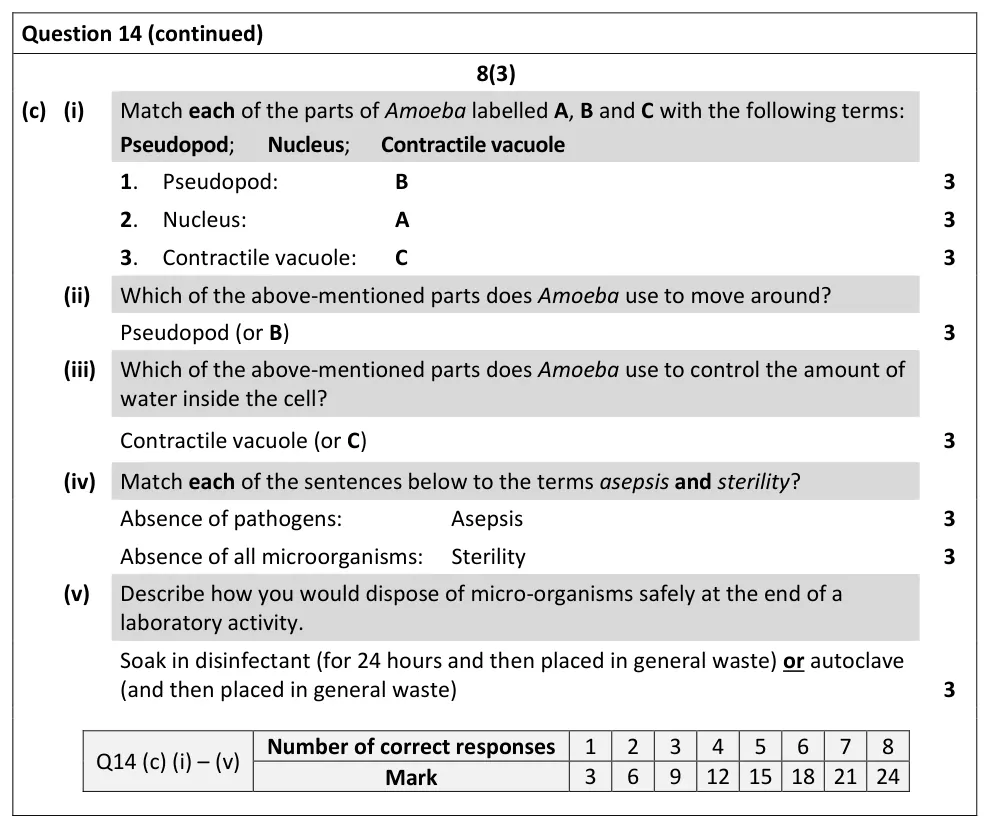 Question 14 (continued)
8(3)
(c) (i) Match each of the parts of Amoeba labelled A, B and C with the following terms:
Pseudopod; Nucleus; Contractile vacuole
1. Pseudopod: B 3
2. Nucleus: A 3
3. Contractile vacuole: C 3
(ii) Which of the above-mentioned parts does Amoeba use to move around?
Pseudopod (or B) 3
(iii) Which of the above-mentioned parts does Amoeba use to control the amount of
water inside the cell?
Contractile vacuole (or C) 3
(iv) Match each of the sentences below to the terms asepsis and sterility?
Absence of pathogens: Asepsis 3
Absence of all microorganisms: Sterility 3
(v) Describe how you would dispose of micro-organisms safely at the end of a
laboratory activity.
Soak in disinfectant (for 24 hours and then placed in general waste) or autoclave
(and then placed in general waste) 3
Q14 (c) (i) – (v)
Number of correct responses 1 2 3 4 5 6 7 8
Mark 3 6 9 12 15 18 21 24